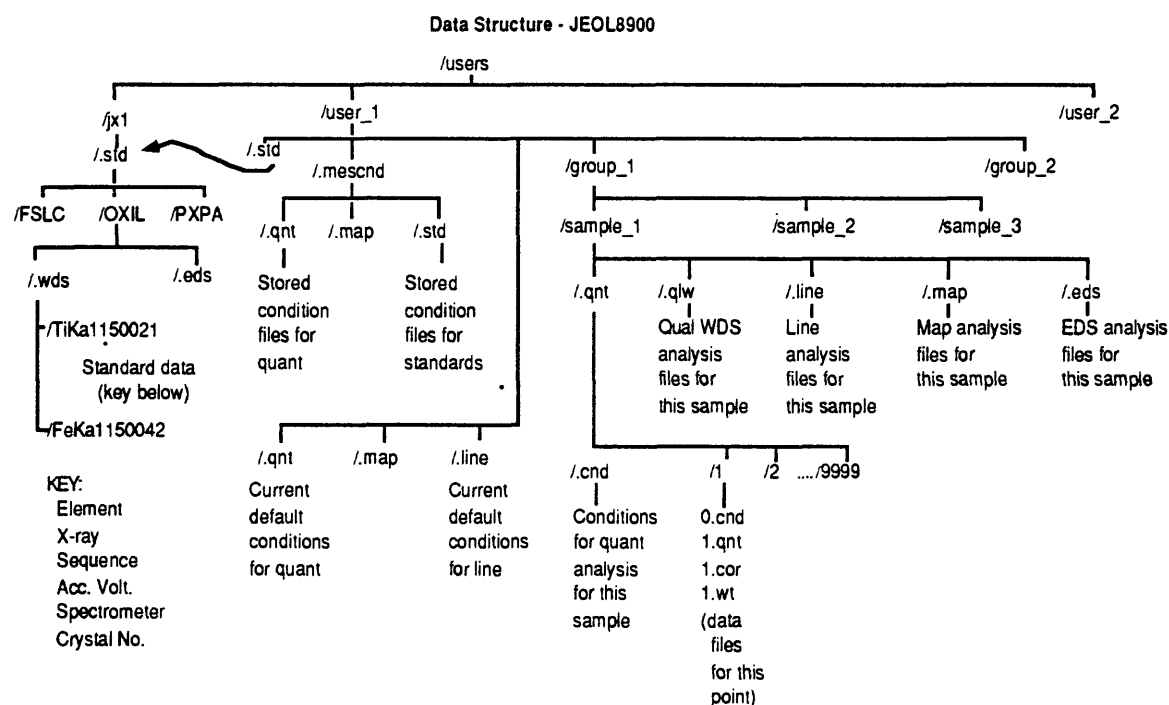 Data Structure - JEOL8900
/users
/jx1
/user_1
/user_2
/.std
/.std
/.mescnd
/group_1
/group_2
/FSLC /OXIL /PXPA
/.qnt /.map /.std
/sample_1 /sample_2 /sample_3
/.wds /.eds
Stored
condition
files for
quant
Stored
condition
files for
standards
/.qnt /.qlw /.line /.map /.eds
Qual WDS
analysis
files for
this sample
Line
analysis
files for
this sample
Map analysis
files for
this sample
EDS analysis
files for
this sample
/TiKa1150021
Standard data
(key below)
/FeKa1150042
/.qnt /.map /.line
Current
default
conditions
for quant
Current
default
conditions
for line
/.cnd /1 /2 ..../9999
Conditions
for quant
analysis
for this
sample
0.cnd
1.qnt
1.cor
1.wt
(data
files
for this
point)
KEY:
Element
X-ray
Sequence
Acc. Volt.
Spectrometer
Crystal No.